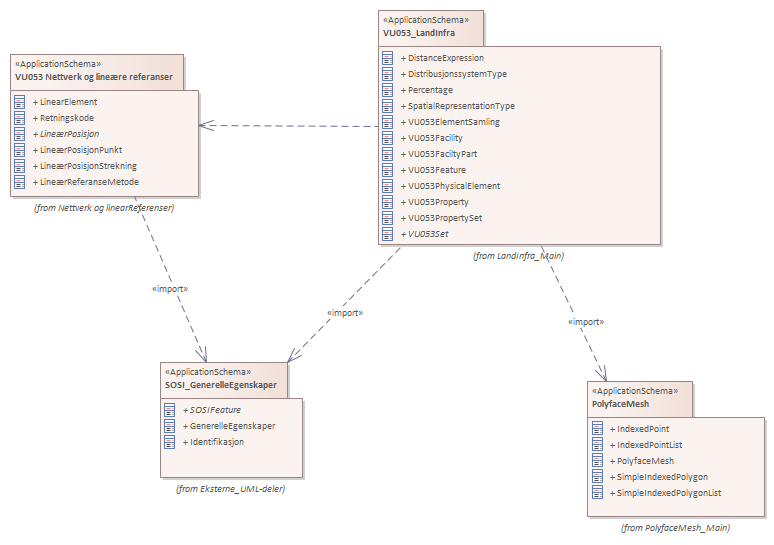 «ApplicationSchema»
VU053_LandInfra
+ DistanceExpression
+ DistribusjonssystemType
+ Percentage
+ SpatialRepresentationType
+ VU053ElementSamling
+ VU053Facility
+ VU053FaciltyPart
+ VU053Feature
+ VU053PhysicalElement
+ VU053Property
+ VU053PropertySet
+ VU053Set
(from LandInfra_Main)
«ApplicationSchema»
VU053 Nettverk og lineære referanser
+ LinearElement
+ Retningskode
+ LineærPosisjon
+ LineærPosisjonPunkt
+ LineærPosisjonStrekning
+ LineærReferanseMetode
(from Nettverk og linearReferenser)
«import»
«import»
«import»
«ApplicationSchema»
SOSI_GenerelleEgenskaper
+ SOSIFeature
+ GenerelleEgenskaper
+ Identifikasjon
(from Eksterne_UML-deler)
«ApplicationSchema»
PolyfaceMesh
+ IndexedPoint
+ IndexedPointList
+ PolyfaceMesh
+ SimpleIndexedPolygon
+ SimpleIndexedPolygonList
(from PolyfaceMesh_Main)